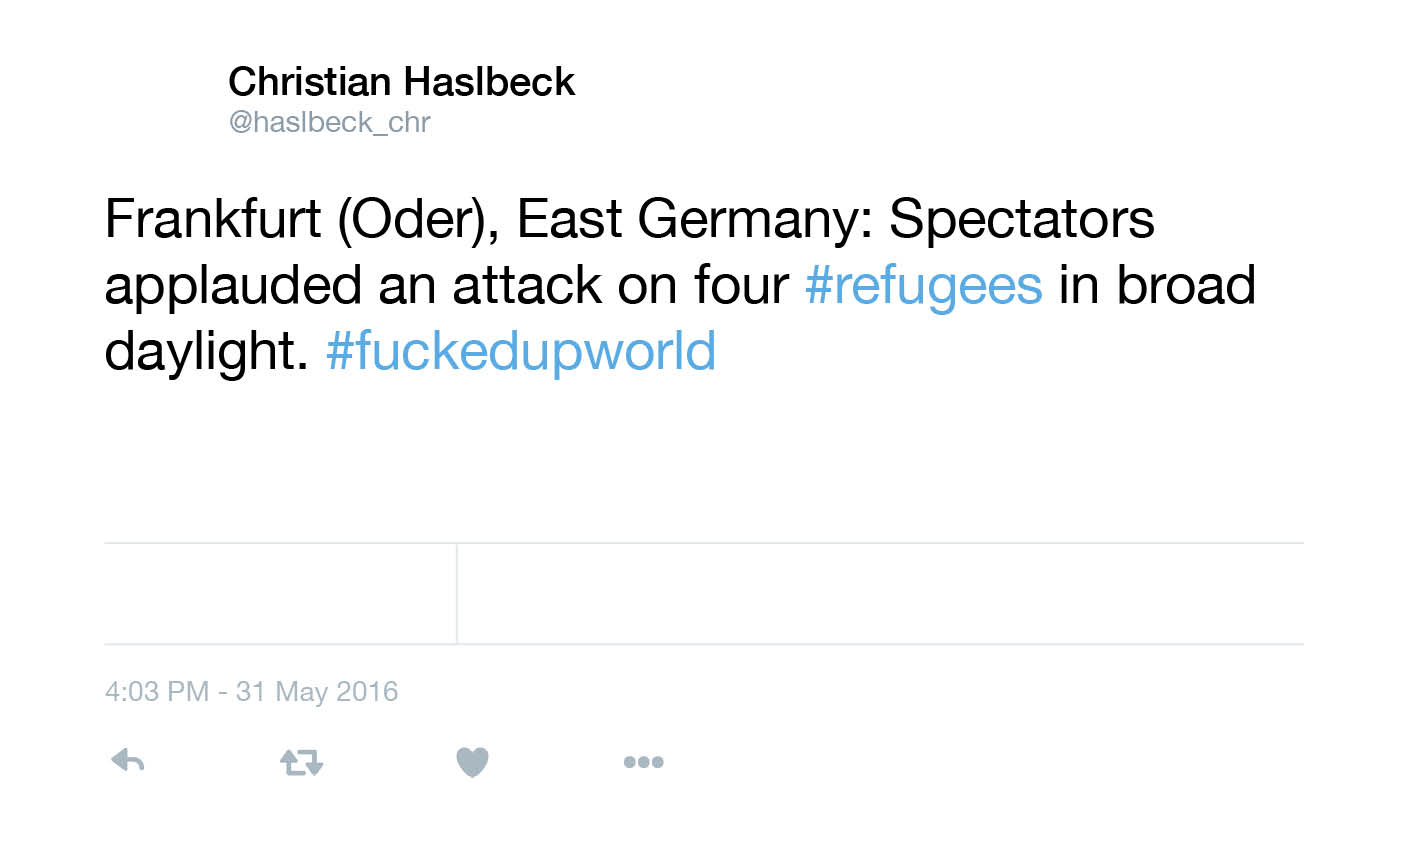 Christian Haslbeck
@haslbeck_chr
Frankfurt (Oder), East Germany: Spectators
applauded an attack on four #refugees in broad
daylight. #fuckedupworld
4:03 PM - 31 May 2016